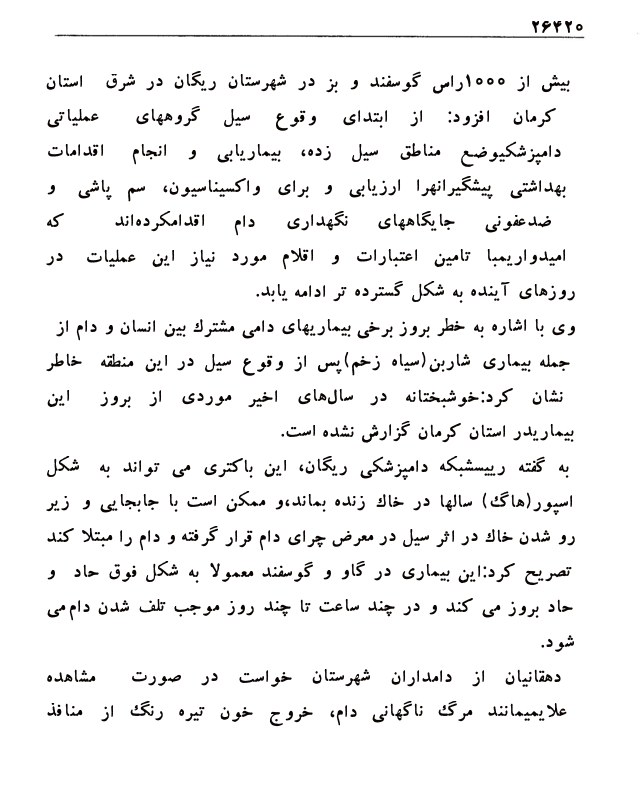 ۲۶۴۲۰
بیش از ۱۰۰۰راس گوسفند و بز در شهرستان ریگان در شرق استان
کرمان افزود: از ابتدای وقوع سیل گروههای عملیاتی
دامپزشکیوضع مناطق سیل زده، بیماریابی و انجام اقدامات
بهداشتی پیشگیرانهرا ارزیابی و برای واکسیناسیون، سم پاشی و
ضدعفونی جایگاههای نگهداری دام اقدامکرده‌اند که
امیدواریمبا تامین اعتبارات و اقلام مورد نیاز این عملیات در
روزهای آینده به شکل گسترده تر ادامه یابد.
وی با اشاره به خطر بروز برخی بیماریهای دامی مشترك بین انسان و دام از
جمله بیماری شاربن(سیاه زخم)پس از وقوع سیل در این منطقه خاطر
نشان کرد:خوشبختانه در سال‌های اخیر موردی از بروز این
بیماریدر استان کرمان گزارش نشده است.
به گفته رییسشبکه دامپزشکی ریگان، این باکتری می تواند به شکل
اسپور(هاگ) سالها در خاك زنده بماند،و ممکن است با جابجایی و زیر
رو شدن خاك در اثر سیل در معرض چرای دام قرار گرفته و دام را مبتلا کند
تصریح کرد:این بیماری در گاو و گوسفند معمولا به شکل فوق حاد و
حاد بروز می کند و در چند ساعت تا چند روز موجب تلف شدن دام می
شود.
دهقانیان از دامداران شهرستان خواست در صورت مشاهده
علایمیمانند مرگ ناگهانی دام، خروج خون تیره رنگ از منافذ